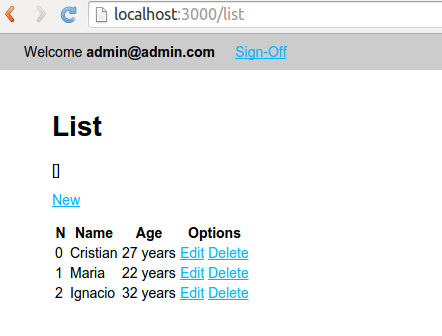 localhost:3000/list
Welcome admin@admin.com Sign-Off
List
[]
New
N Name Age Options
0 Cristian 27 years Edit Delete
1 Maria 22 years Edit Delete
2 Ignacio 32 years Edit Delete